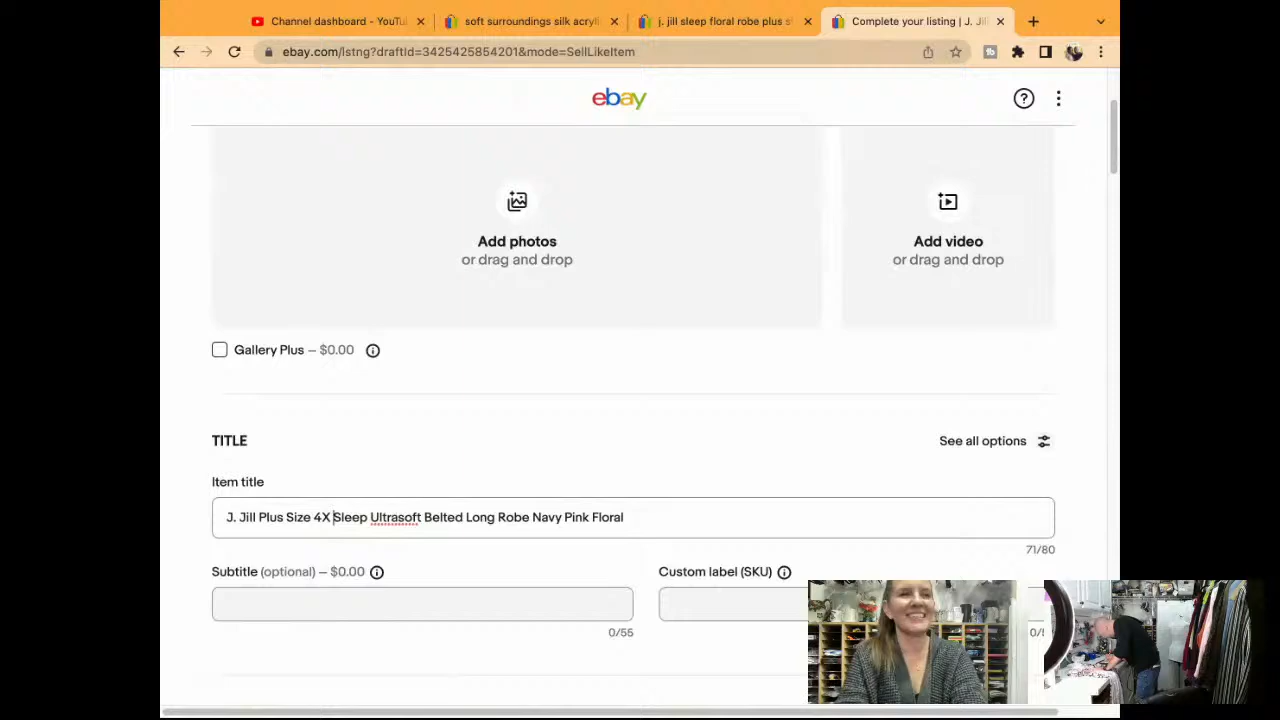 Channel dashboard - YouTu
soft surroundings silk acryli
j. jill sleep floral robe plus s
Complete your listing | J. Jil
ebay.com/lstng?draftId=3425425854201&mode=SellLikeItem
ebay
Add photos
or drag and drop
Add video
or drag and drop
Gallery Plus – $0.00
TITLE
See all options
Item title
J. Jill Plus Size 4X Sleep Ultrasoft Belted Long Robe Navy Pink Floral
71/80
Subtitle (optional) – $0.00
Custom label (SKU)
0/55